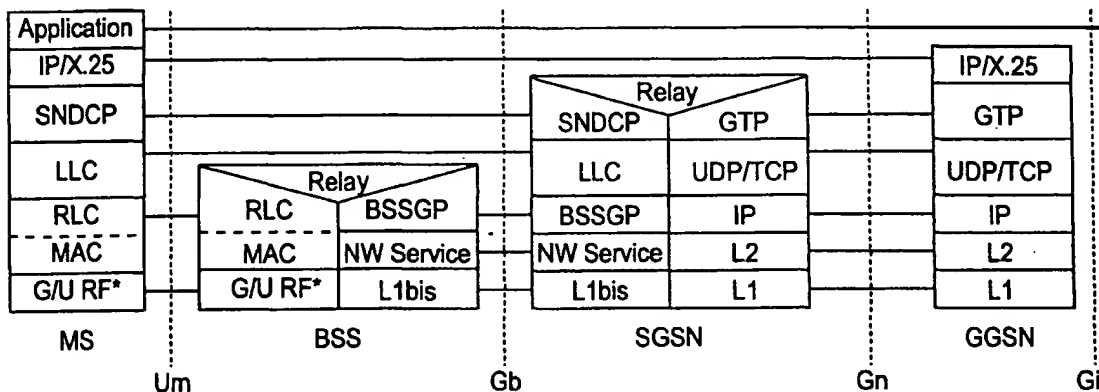 Application
IP/X.25
SNDCP
LLC
RLC
MAC
G/U RF*
MS
Relay
RLC
BSSGP
MAC
NW Service
G/U RF*
L1bis
BSS
Relay
SNDCP
GTP
LLC
UDP/TCP
BSSGP
IP
NW Service
L2
L1bis
L1
SGSN
IP/X.25
GTP
UDP/TCP
IP
L2
L1
GGSN
Um
Gb
Gn
Gi